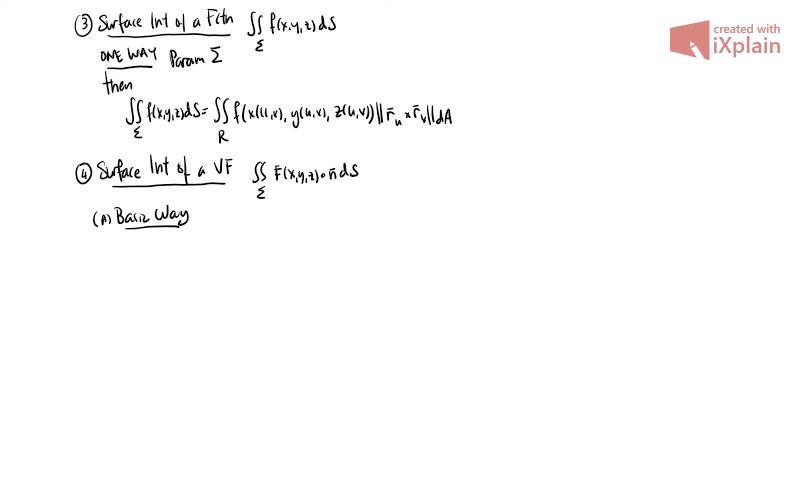 ③ Surface Int of a Fctn ∬_Σ f(x,y,z) dS
created with
iXplain
ONE WAY Param Σ
then
∬_Σ f(x,y,z) dS = ∬_R f(x(u,v), y(u,v), z(u,v)) ‖r̄_u × r̄_v‖ dA
④ Surface Int of a VF ∬_Σ F̄(x,y,z)∘n̄ dS
(A) Basic Way